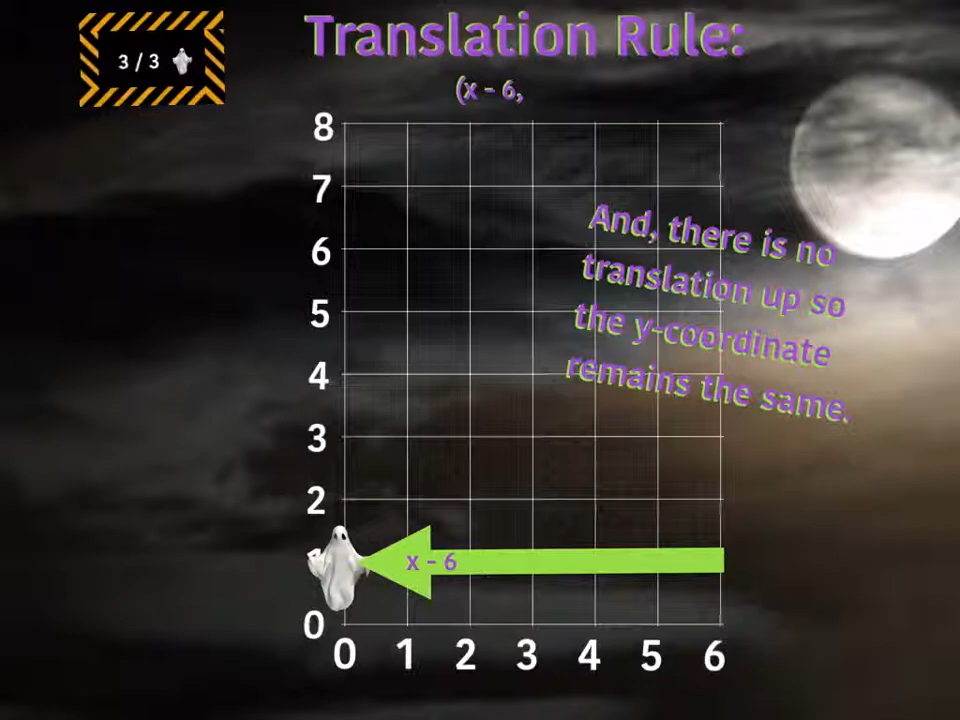 3 / 3
Translation Rule:
(x - 6,
8
7
6
And, there is no
translation up so
5
the y-coordinate
4
remains the same.
3
2
x - 6
0
0 1 2 3 4 5 6